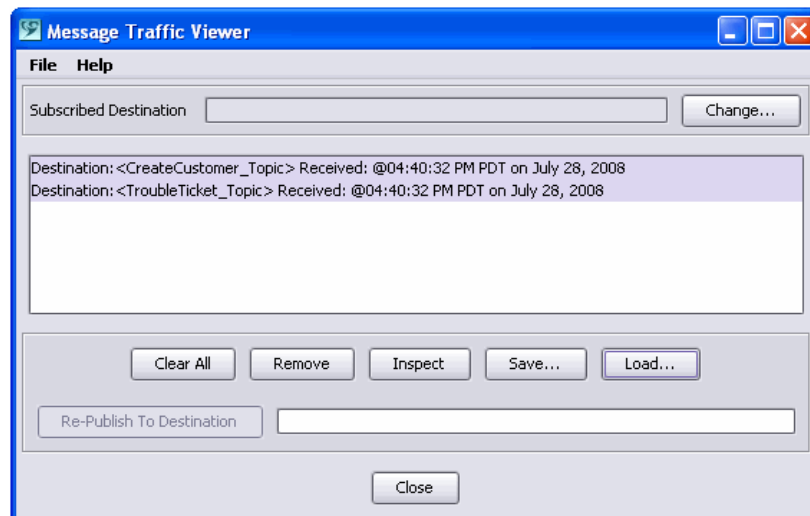 Message Traffic Viewer
File Help
Subscribed Destination Change...
Destination:<CreateCustomer_Topic> Received: @04:40:32 PM PDT on July 28, 2008
Destination:<TroubleTicket_Topic> Received: @04:40:32 PM PDT on July 28, 2008
Clear All Remove Inspect Save... Load...
Re-Publish To Destination
Close